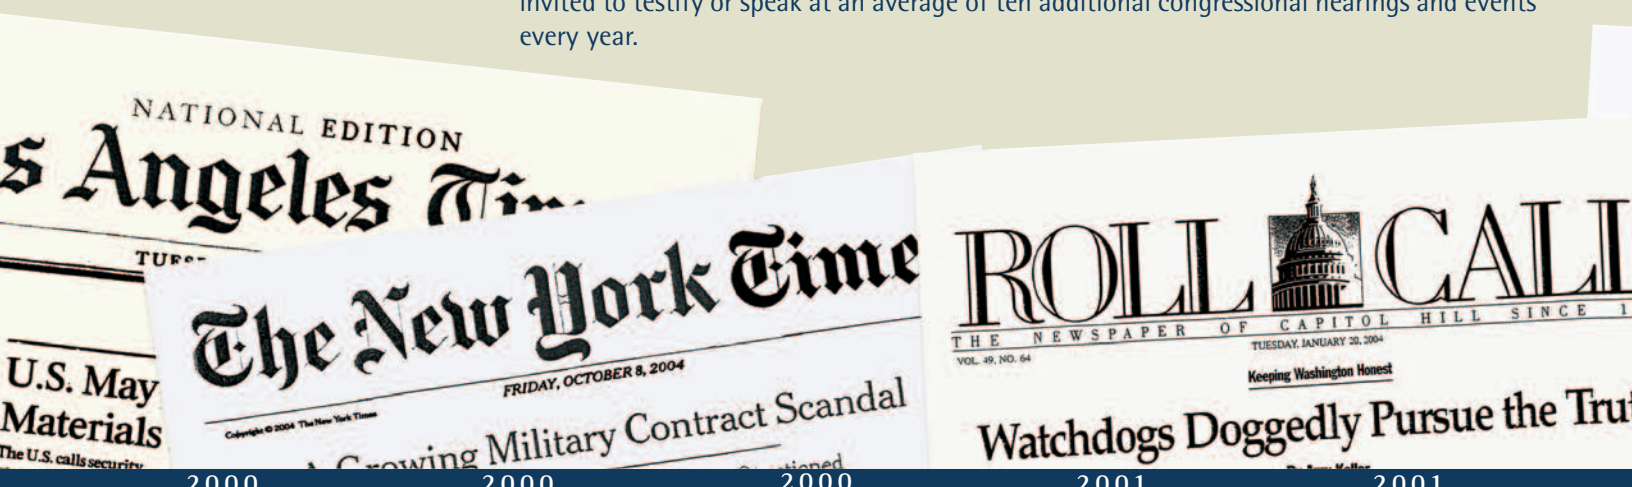 invited to testify or speak at an average of ten additional congressional hearings and events
every year.
NATIONAL EDITION
s Angeles
U.S. May
Materials
The U.S. calls security
The New York Time
FRIDAY, OCTOBER 8, 2004
Copyright © 2004 The New York Times
A Growing Military Contract Scandal
ROLL CALL
THE NEWSPAPER OF CAPITOL HILL SINCE 1
VOL. 49, NO. 64
TUESDAY, JANUARY 20, 2004
Keeping Washington Honest
Watchdogs Doggedly Pursue the Trut
2000 2000 2000 2001 2001